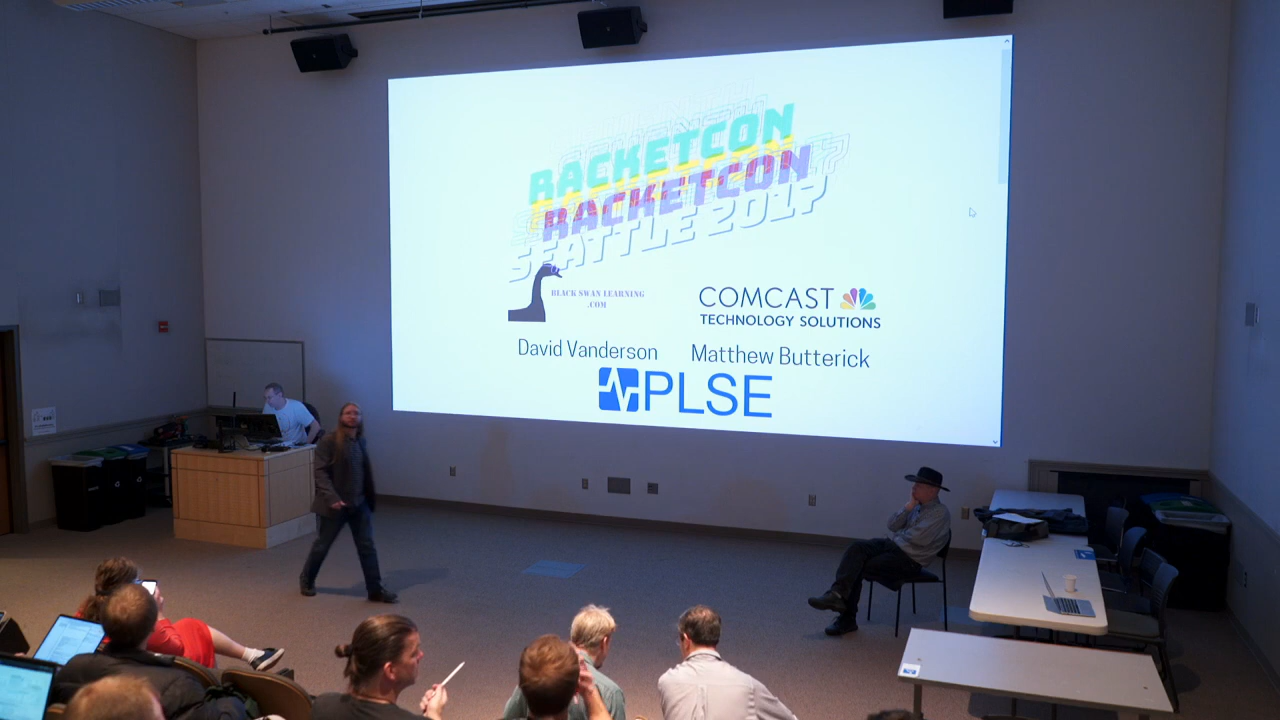 RACKETCON
RACKETCON
SEATTLE 2017
BLACK SWAN LEARNING
.COM
COMCAST
TECHNOLOGY SOLUTIONS
David Vanderson
Matthew Butterick
PLSE